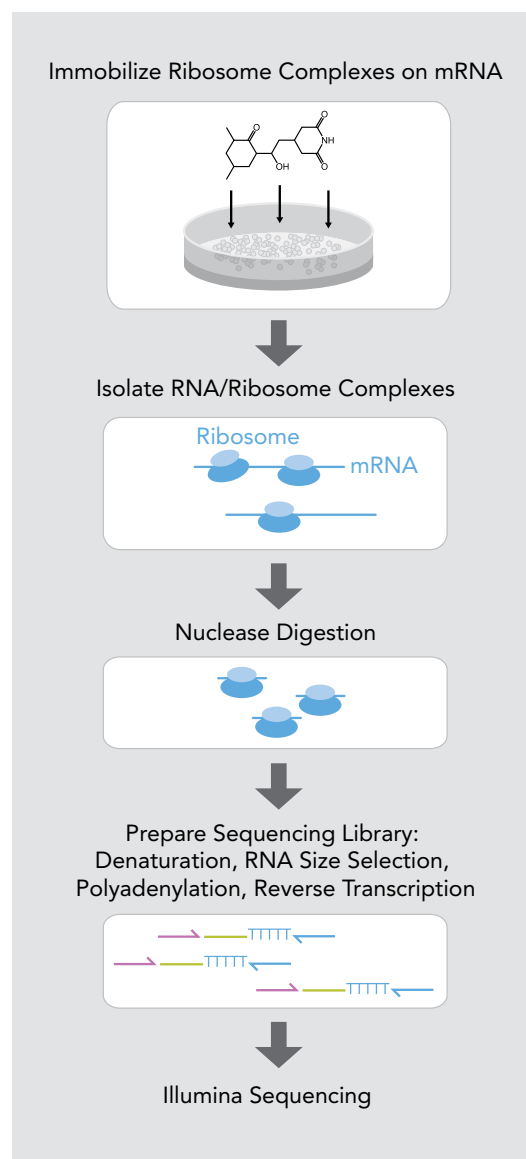 Immobilize Ribosome Complexes on mRNA
O
O
NH
OH
O
Isolate RNA/Ribosome Complexes
Ribosome
mRNA
Nuclease Digestion
Prepare Sequencing Library:
Denaturation, RNA Size Selection,
Polyadenylation, Reverse Transcription
TTTTT
TTTTT
TTTTT
Illumina Sequencing